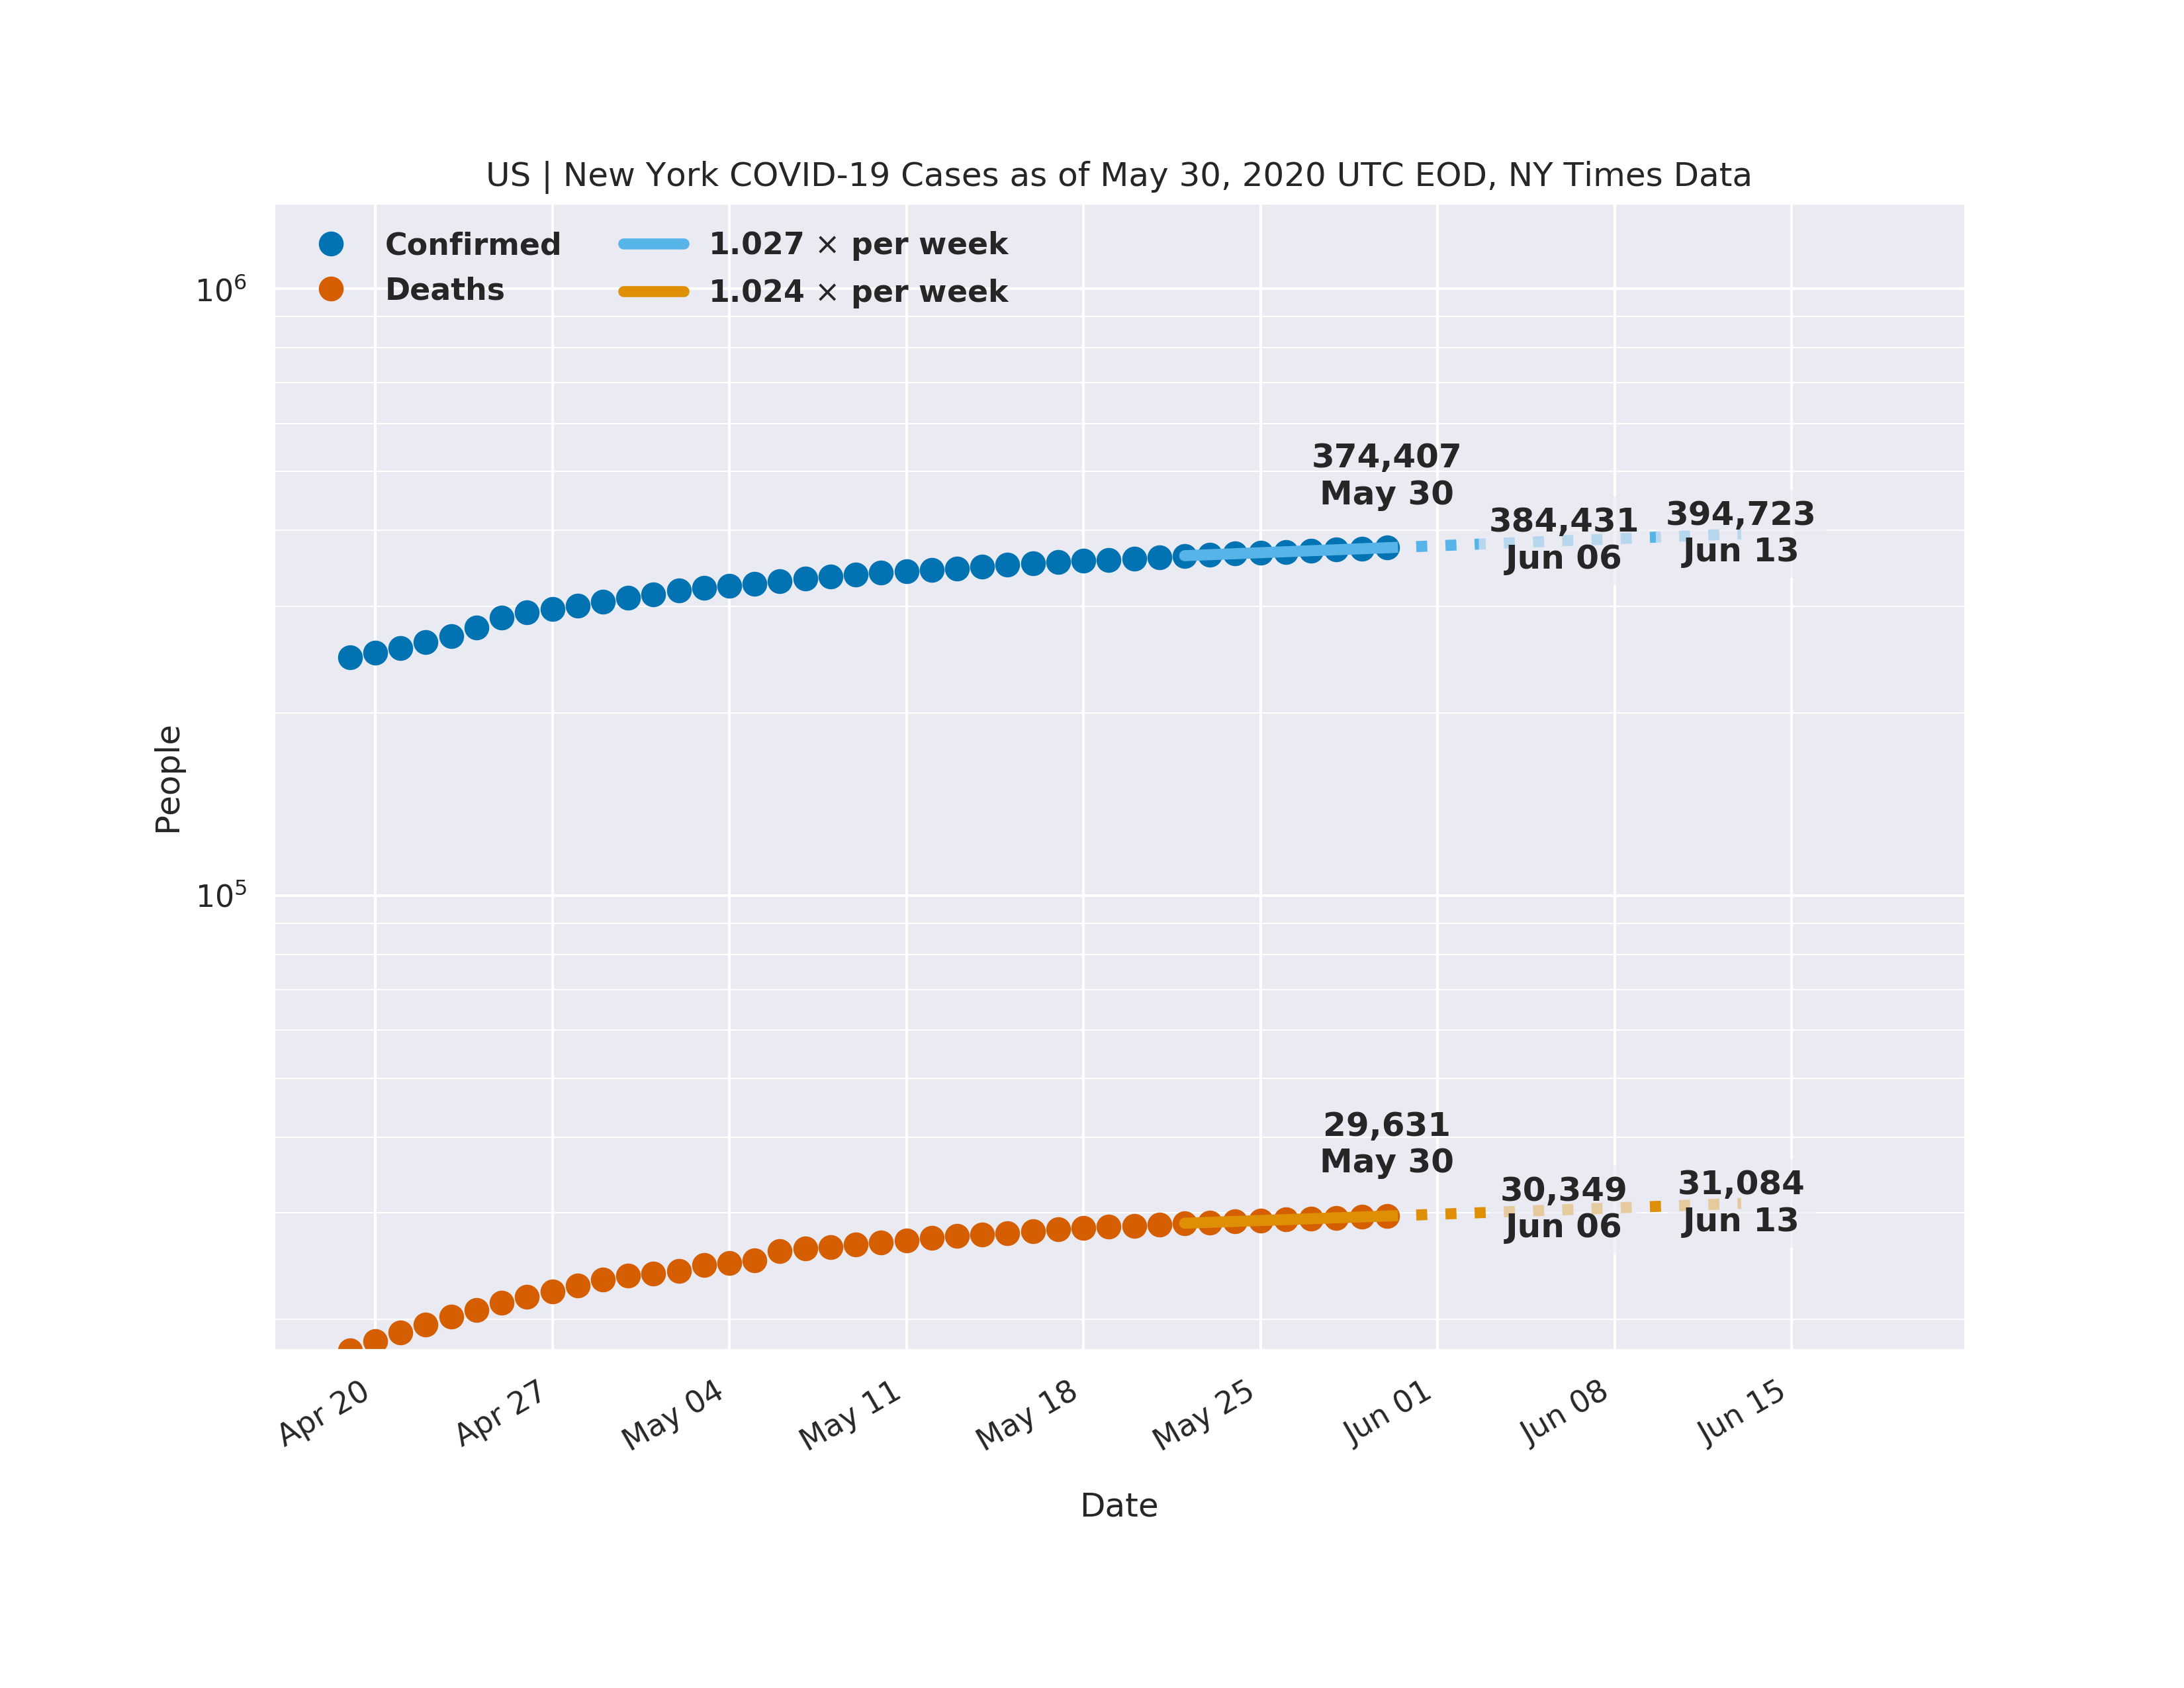 US | New York COVID-19 Cases as of May 30, 2020 UTC EOD, NY Times Data
Confirmed
Deaths
1.027 × per week
1.024 × per week
10⁶
10⁵
People
374,407
May 30
384,431
Jun 06
394,723
Jun 13
29,631
May 30
30,349
Jun 06
31,084
Jun 13
Apr 20
Apr 27
May 04
May 11
May 18
May 25
Jun 01
Jun 08
Jun 15
Date